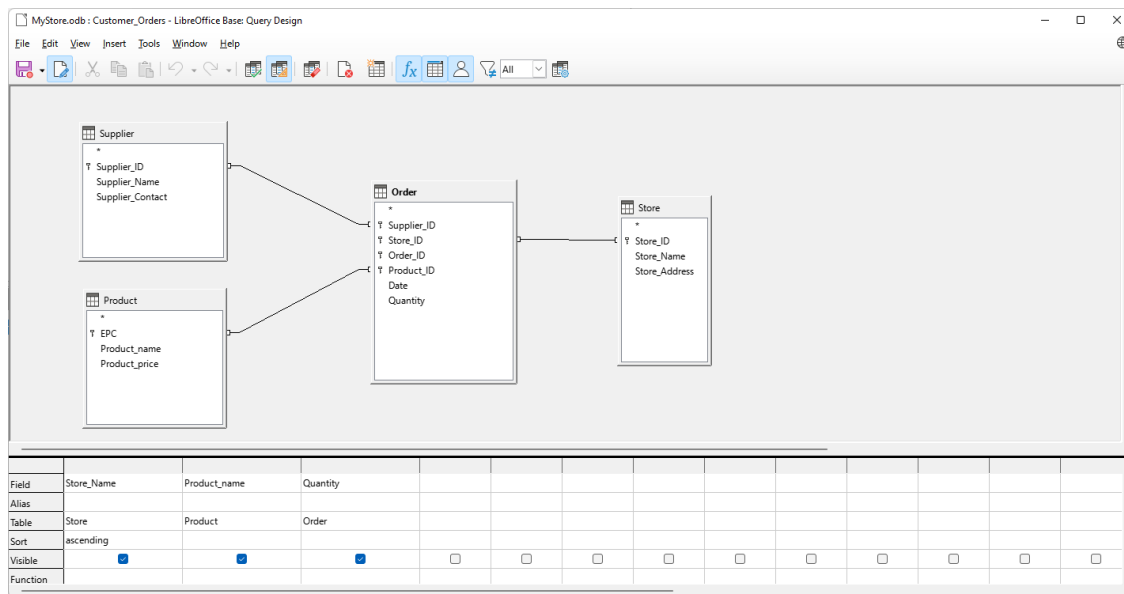 MyStore.odb : Customer_Orders - LibreOffice Base: Query Design
File Edit View Insert Tools Window Help
fx All
Supplier
*
Supplier_ID
Supplier_Name
Supplier_Contact
Order
*
Supplier_ID
Store_ID
Order_ID
Product_ID
Date
Quantity
Store
*
Store_ID
Store_Name
Store_Address
Product
*
EPC
Product_name
Product_price
Field Store_Name Product_name Quantity
Alias
Table Store Product Order
Sort ascending
Visible
Function